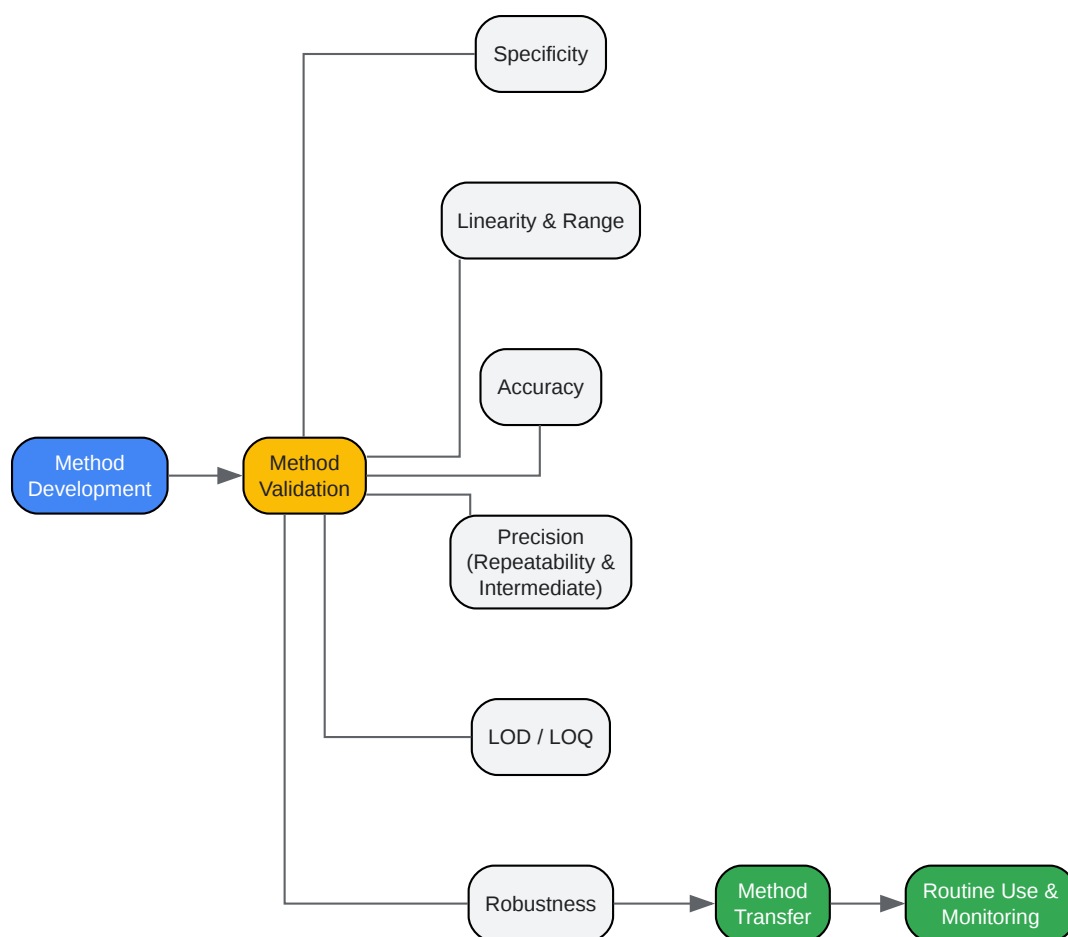 Specificity
Linearity & Range
Accuracy
Method
Development
Method
Validation
Precision
(Repeatability &
Intermediate)
LOD / LOQ
Robustness
Method
Transfer
Routine Use &
Monitoring